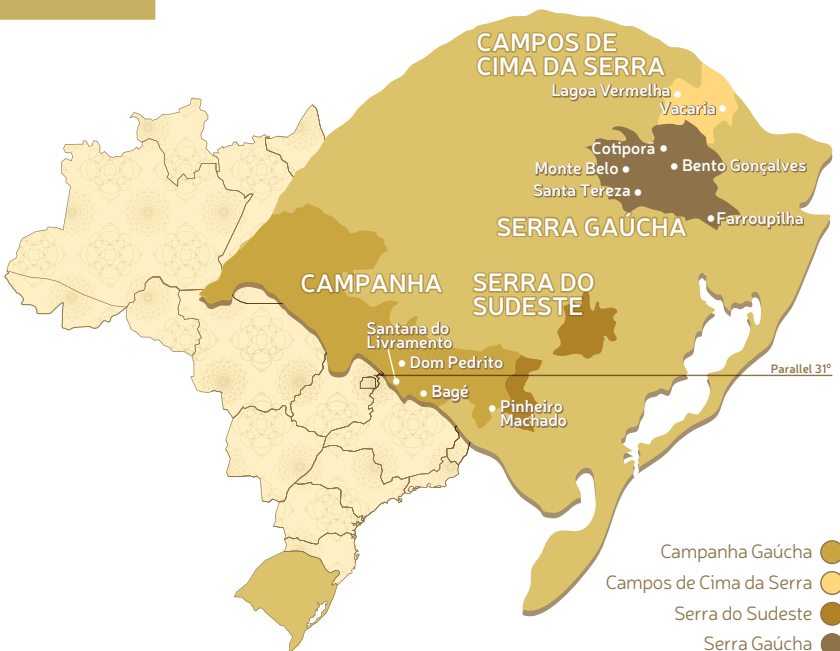 CAMPOS DE
CIMA DA SERRA
Lagoa Vermelha
Vacaria
Cotiporã
Bento Gonçalves
Monte Belo
Santa Tereza
Farroupilha
SERRA GAÚCHA
CAMPANHA
SERRA DO
SUDESTE
Santana do
Livramento
Dom Pedrito
Parallel 31º
Bagé
Pinheiro
Machado
Campanha Gaúcha
Campos de Cima da Serra
Serra do Sudeste
Serra Gaúcha